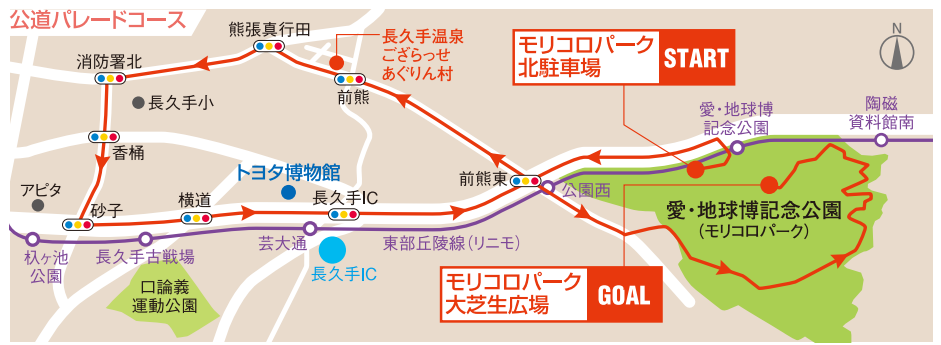 公道パレードコース
熊張真行田
消防署北
長久手温泉
ござらっせ
あぐりん村
モリコロパーク
北駐車場
START
N
長久手小
前熊
愛・地球博
記念公園
陶磁
資料館南
香桶
トヨタ博物館
前熊東
アピタ
砂子
横道
長久手IC
公園西
愛・地球博記念公園
(モリコロパーク)
杁ヶ池
公園
長久手古戦場
芸大通
東部丘陵線(リニモ)
長久手IC
口論義
運動公園
モリコロパーク
大芝生広場
GOAL